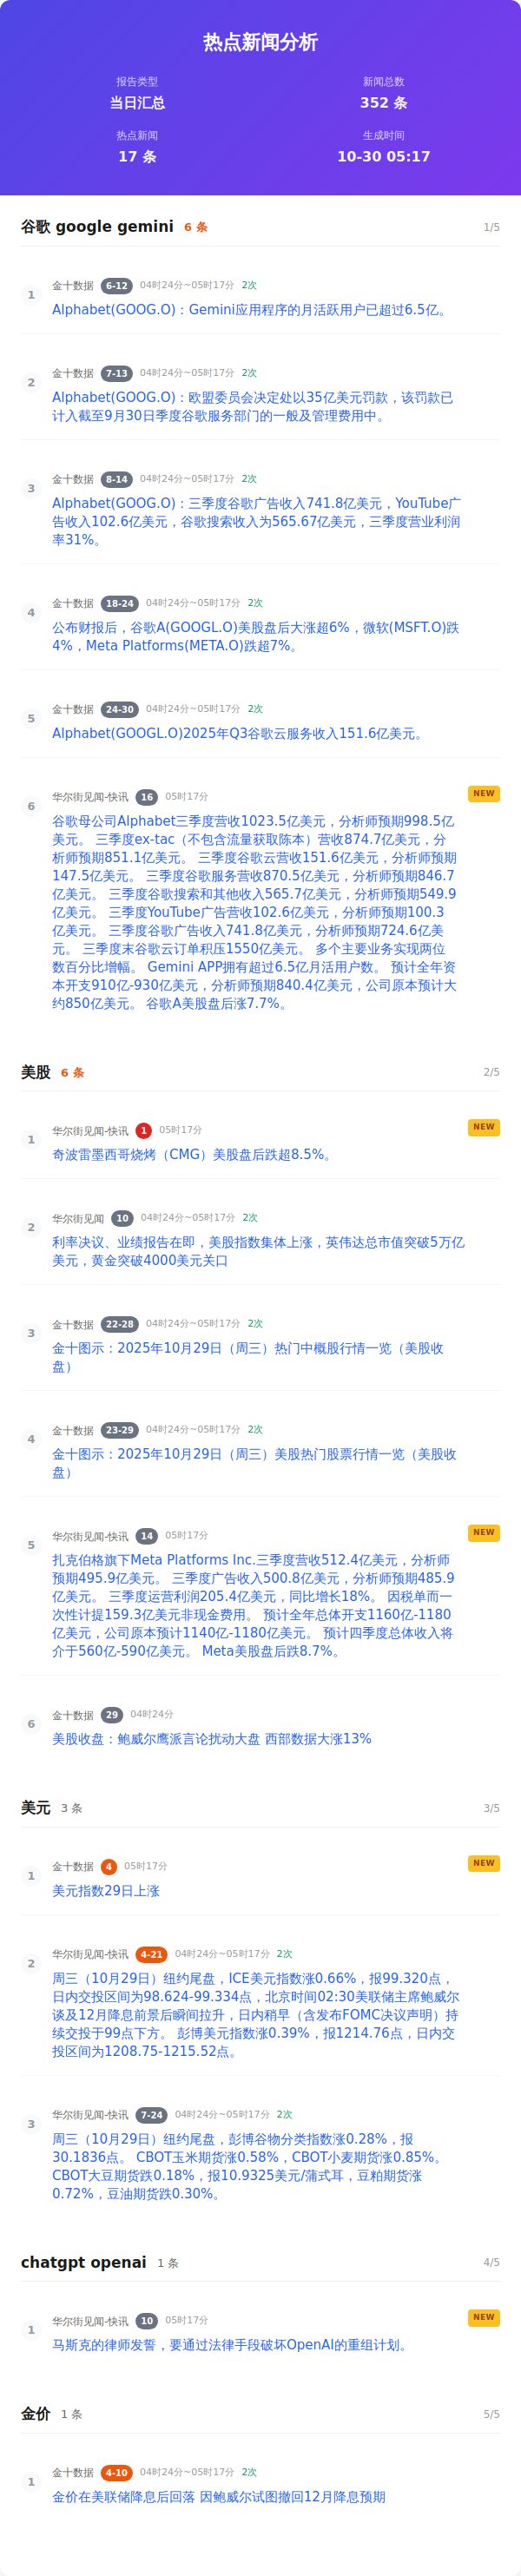 热点新闻分析
报告类型
当日汇总
新闻总数
352 条
热点新闻
17 条
生成时间
10-30 05:17
谷歌 google gemini 6 条 1/5
1
金十数据 6-12 04时24分~05时17分 2次
Alphabet(GOOG.O)：Gemini应用程序的月活跃用户已超过6.5亿。
2
金十数据 7-13 04时24分~05时17分 2次
Alphabet(GOOG.O)：欧盟委员会决定处以35亿美元罚款，该罚款已
计入截至9月30日季度谷歌服务部门的一般及管理费用中。
3
金十数据 8-14 04时24分~05时17分 2次
Alphabet(GOOG.O)：三季度谷歌广告收入741.8亿美元，YouTube广
告收入102.6亿美元，谷歌搜索收入为565.67亿美元，三季度营业利润
率31%。
4
金十数据 18-24 04时24分~05时17分 2次
公布财报后，谷歌A(GOOGL.O)美股盘后大涨超6%，微软(MSFT.O)跌
4%，Meta Platforms(META.O)跌超7%。
5
金十数据 24-30 04时24分~05时17分 2次
Alphabet(GOOGL.O)2025年Q3谷歌云服务收入151.6亿美元。
6
华尔街见闻-快讯 16 05时17分 NEW
谷歌母公司Alphabet三季度营收1023.5亿美元，分析师预期998.5亿
美元。 三季度ex-tac（不包含流量获取陈本）营收874.7亿美元，分
析师预期851.1亿美元。 三季度谷歌云营收151.6亿美元，分析师预期
147.5亿美元。 三季度谷歌服务营收870.5亿美元，分析师预期846.7
亿美元。 三季度谷歌搜索和其他收入565.7亿美元，分析师预期549.9
亿美元。 三季度YouTube广告营收102.6亿美元，分析师预期100.3
亿美元。 三季度谷歌广告收入741.8亿美元，分析师预期724.6亿美
元。 三季度末谷歌云订单积压1550亿美元。 多个主要业务实现两位
数百分比增幅。 Gemini APP拥有超过6.5亿月活用户数。 预计全年资
本开支910亿-930亿美元，分析师预期840.4亿美元，公司原本预计大
约850亿美元。 谷歌A美股盘后涨7.7%。
美股 6 条 2/5
1
华尔街见闻-快讯 1 05时17分 NEW
奇波雷墨西哥烧烤（CMG）美股盘后跌超8.5%。
2
华尔街见闻 10 04时24分~05时17分 2次
利率决议、业绩报告在即，美股指数集体上涨，英伟达总市值突破5万亿
美元，黄金突破4000美元关口
3
金十数据 22-28 04时24分~05时17分 2次
金十图示：2025年10月29日（周三）热门中概股行情一览（美股收
盘）
4
金十数据 23-29 04时24分~05时17分 2次
金十图示：2025年10月29日（周三）美股热门股票行情一览（美股收
盘）
5
华尔街见闻-快讯 14 05时17分 NEW
扎克伯格旗下Meta Platforms Inc.三季度营收512.4亿美元，分析师
预期495.9亿美元。 三季度广告收入500.8亿美元，分析师预期485.9
亿美元。 三季度运营利润205.4亿美元，同比增长18%。 因税单而一
次性计提159.3亿美元非现金费用。 预计全年总体开支1160亿-1180
亿美元，公司原本预计1140亿-1180亿美元。 预计四季度总体收入将
介于560亿-590亿美元。 Meta美股盘后跌8.7%。
6
金十数据 29 04时24分
美股收盘：鲍威尔鹰派言论扰动大盘 西部数据大涨13%
美元 3 条 3/5
1
金十数据 4 05时17分 NEW
美元指数29日上涨
2
华尔街见闻-快讯 4-21 04时24分~05时17分 2次
周三（10月29日）纽约尾盘，ICE美元指数涨0.66%，报99.320点，
日内交投区间为98.624-99.334点，北京时间02:30美联储主席鲍威尔
谈及12月降息前景后瞬间拉升，日内稍早（含发布FOMC决议声明）持
续交投于99点下方。 彭博美元指数涨0.39%，报1214.76点，日内交
投区间为1208.75-1215.52点。
3
华尔街见闻-快讯 7-24 04时24分~05时17分 2次
周三（10月29日）纽约尾盘，彭博谷物分类指数涨0.28%，报
30.1836点。 CBOT玉米期货涨0.58%，CBOT小麦期货涨0.85%。
CBOT大豆期货跌0.18%，报10.9325美元/蒲式耳，豆粕期货涨
0.72%，豆油期货跌0.30%。
chatgpt openai 1 条 4/5
1
华尔街见闻-快讯 10 05时17分 NEW
马斯克的律师发誓，要通过法律手段破坏OpenAI的重组计划。
金价 1 条 5/5
1
金十数据 4-10 04时24分~05时17分 2次
金价在美联储降息后回落 因鲍威尔试图撤回12月降息预期